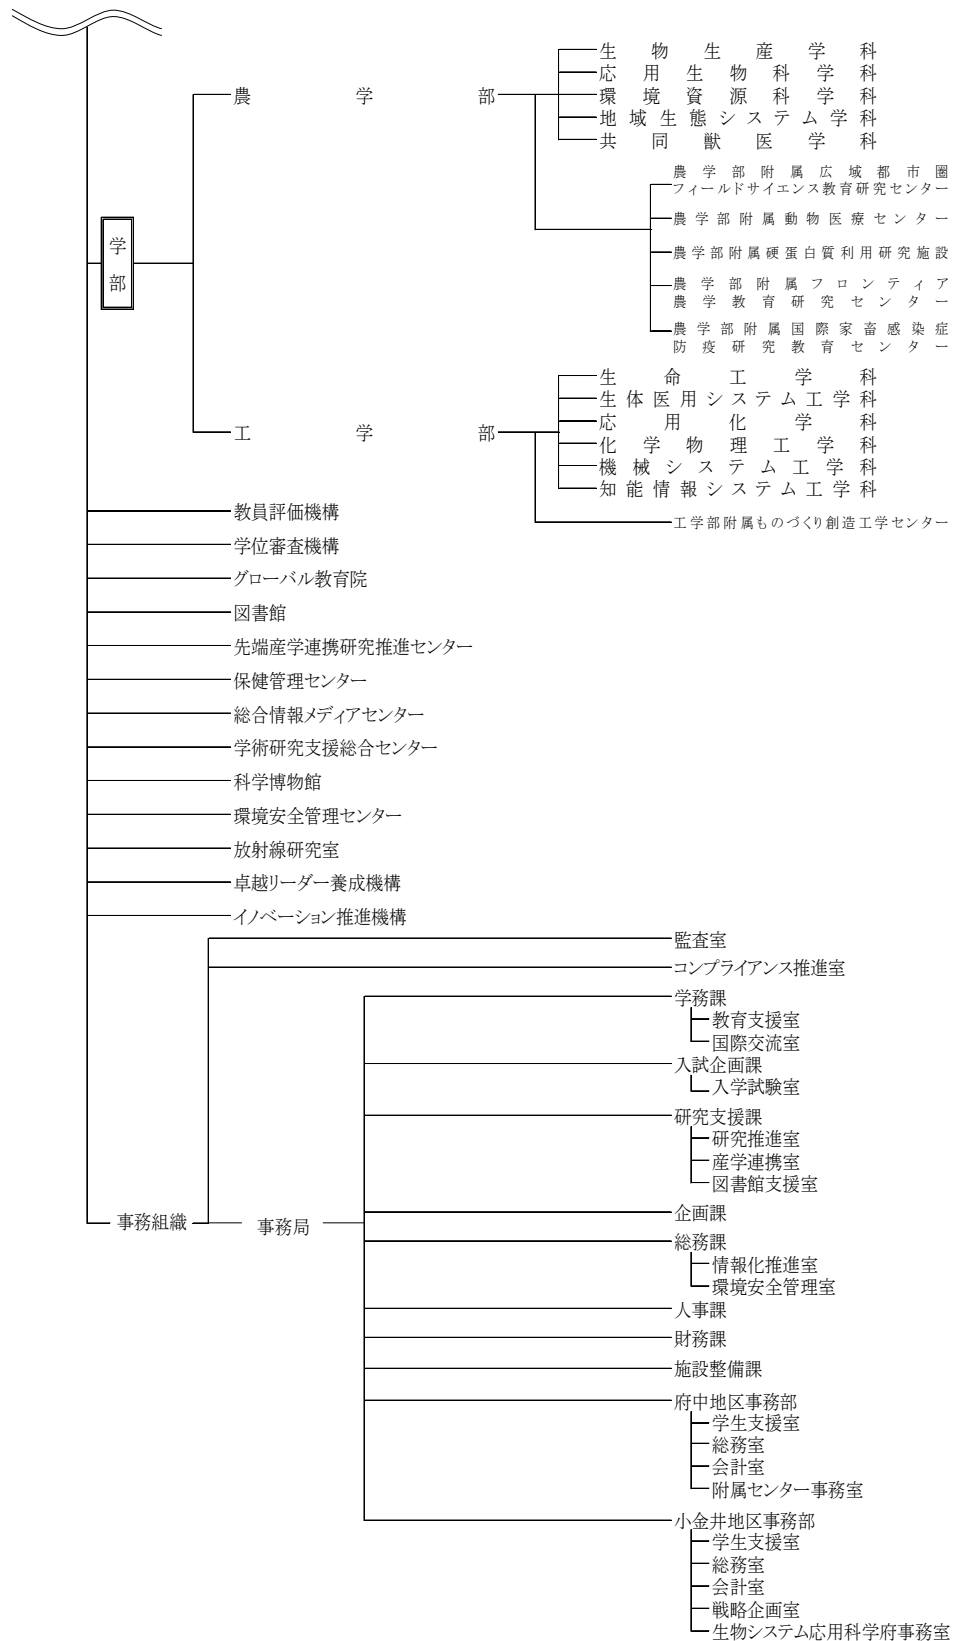 生物生産学科
応用生物科学科
農学部
環境資源科学科
地域生態システム学科
共同獣医学科
農学部附属広域都市圏
フィールドサイエンス教育研究センター
農学部附属動物医療センター
学部
農学部附属硬蛋白質利用研究施設
農学部附属フロンティア
農学教育研究センター
農学部附属国際家畜感染症
防疫研究教育センター
生命工学科
生体医用システム工学科
応用化学科
工学部
化学物理工学科
機械システム工学科
知能情報システム工学科
工学部附属ものづくり創造工学センター
教員評価機構
学位審査機構
グローバル教育院
図書館
先端産学連携研究推進センター
保健管理センター
総合情報メディアセンター
学術研究支援総合センター
科学博物館
環境安全管理センター
放射線研究室
卓越リーダー養成機構
イノベーション推進機構
監査室
コンプライアンス推進室
学務課
教育支援室
国際交流室
入試企画課
入学試験室
研究支援課
研究推進室
産学連携室
図書館支援室
企画課
事務組織
事務局
総務課
情報化推進室
環境安全管理室
人事課
財務課
施設整備課
府中地区事務部
学生支援室
総務室
会計室
附属センター事務室
小金井地区事務部
学生支援室
総務室
会計室
戦略企画室
生物システム応用科学府事務室